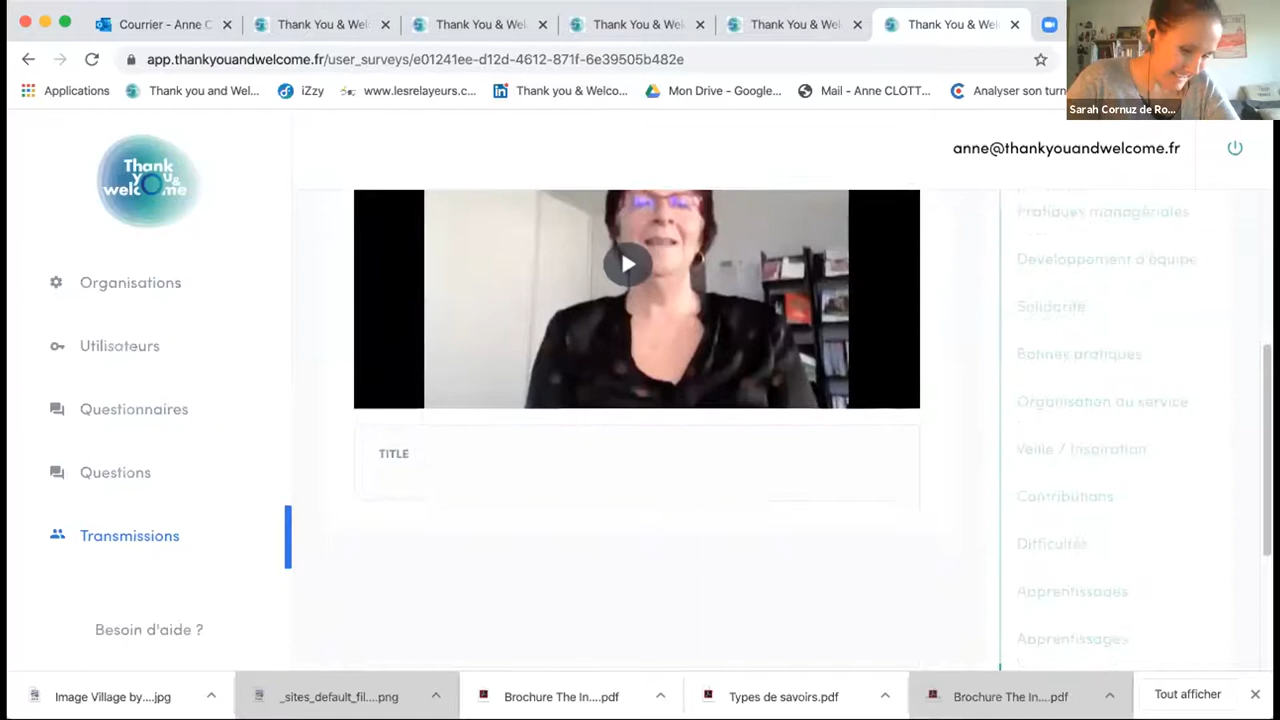 Courrier - Anne C
Thank You & Wel
Thank You & Wel
Thank You & Wel
Thank You & Wel
Thank You & Wel
app.thankyouandwelcome.fr/user_surveys/e01241ee-d12d-4612-871f-6e39505b482e
Applications
Thank you and Wel...
iZzy
www.lesrelayeurs.c...
Thank you & Welco...
Mon Drive - Google...
Mail - Anne CLOTT...
Analyser son turn
Sarah Cornuz de Ro...
Thank
you &
welcome
anne@thankyouandwelcome.fr
Organisations
Utilisateurs
Questionnaires
Questions
Transmissions
Besoin d'aide ?
TITLE
Pratiques managériales
Développement d'équipe
Solidarité
Bonnes pratiques
Organisation du service
Veille / Inspiration
Contributions
Difficultés
Apprentissages
Apprentissages
Image Village by....jpg
_sites_default_fil....png
Brochure The In....pdf
Types de savoirs.pdf
Brochure The In....pdf
Tout afficher